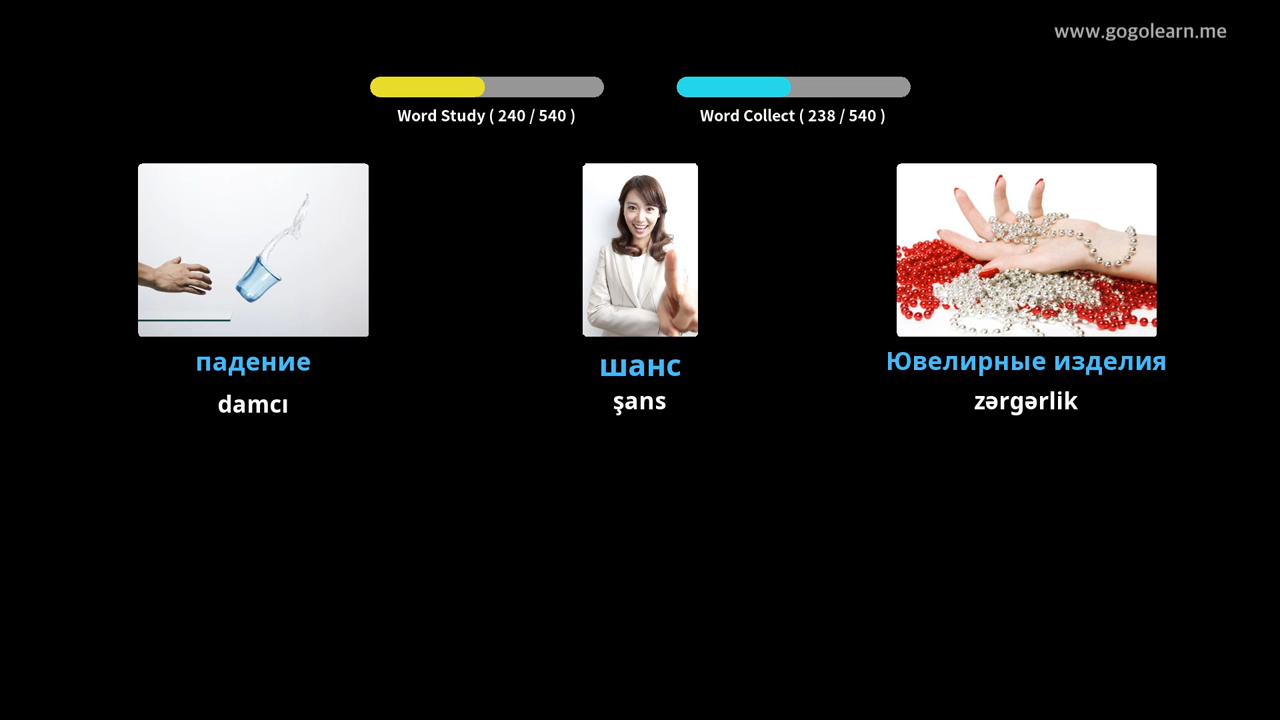 www.gogolearn.me
Word Study ( 240 / 540 )
Word Collect ( 238 / 540 )
падение
шанс
Ювелирные изделия
damcı
şans
zərgərlik